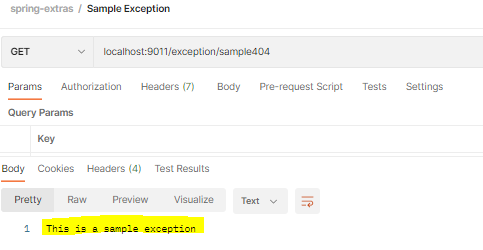 spring-extras / Sample Exception
GET localhost:9011/exception/sample404
Params Authorization Headers (7) Body Pre-request Script Tests Settings
Query Params
Key
Body Cookies Headers (4) Test Results
Pretty Raw Preview Visualize Text
1 This is a sample exception